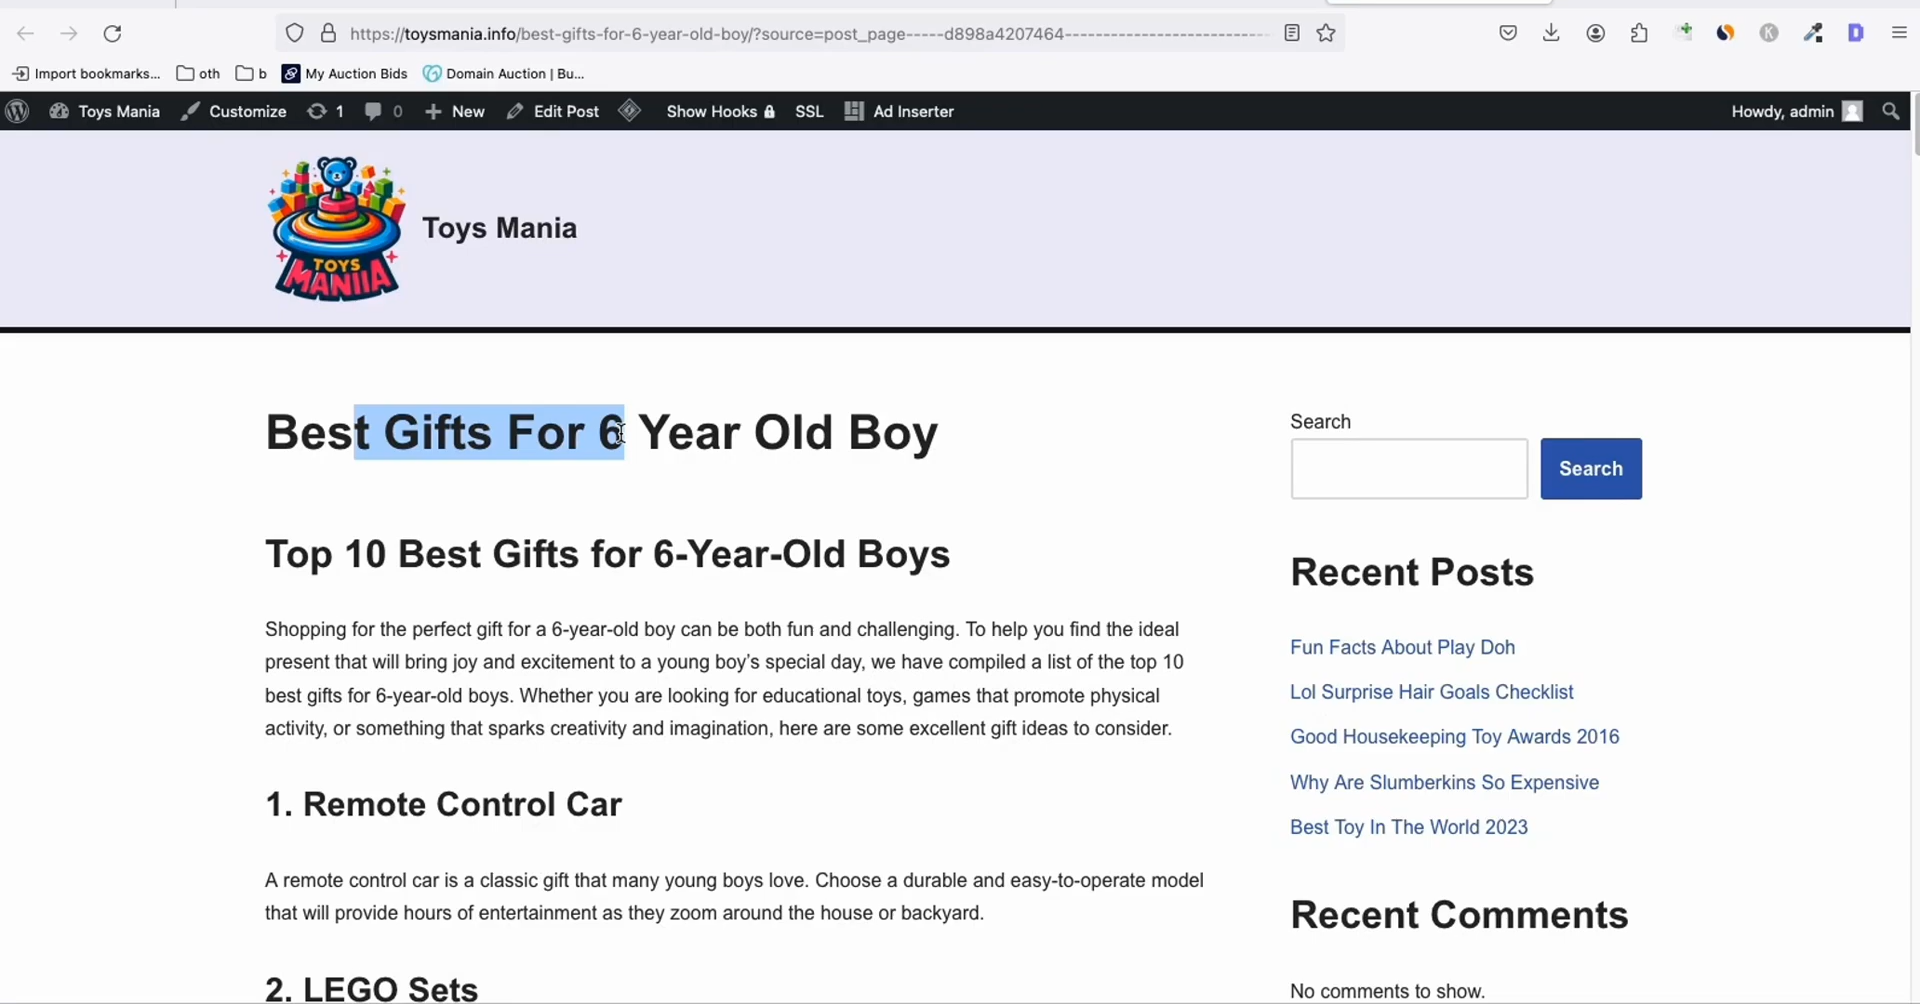 https://toysmania.info/best-gifts-for-6-year-old-boy/?source=post_page-----d898a4207464--------------------------------
Import bookmarks...
oth
b
My Auction Bids
Domain Auction | Bu...
Toys Mania
Customize
1
0
New
Edit Post
Show Hooks
SSL
Ad Inserter
Howdy, admin
TOYS
MANIIA
Toys Mania
Best Gifts For 6 Year Old Boy
Top 10 Best Gifts for 6-Year-Old Boys
Shopping for the perfect gift for a 6-year-old boy can be both fun and challenging. To help you find the ideal
present that will bring joy and excitement to a young boy’s special day, we have compiled a list of the top 10
best gifts for 6-year-old boys. Whether you are looking for educational toys, games that promote physical
activity, or something that sparks creativity and imagination, here are some excellent gift ideas to consider.
1. Remote Control Car
A remote control car is a classic gift that many young boys love. Choose a durable and easy-to-operate model
that will provide hours of entertainment as they zoom around the house or backyard.
2. LEGO Sets
Search
Search
Recent Posts
Fun Facts About Play Doh
Lol Surprise Hair Goals Checklist
Good Housekeeping Toy Awards 2016
Why Are Slumberkins So Expensive
Best Toy In The World 2023
Recent Comments
No comments to show.